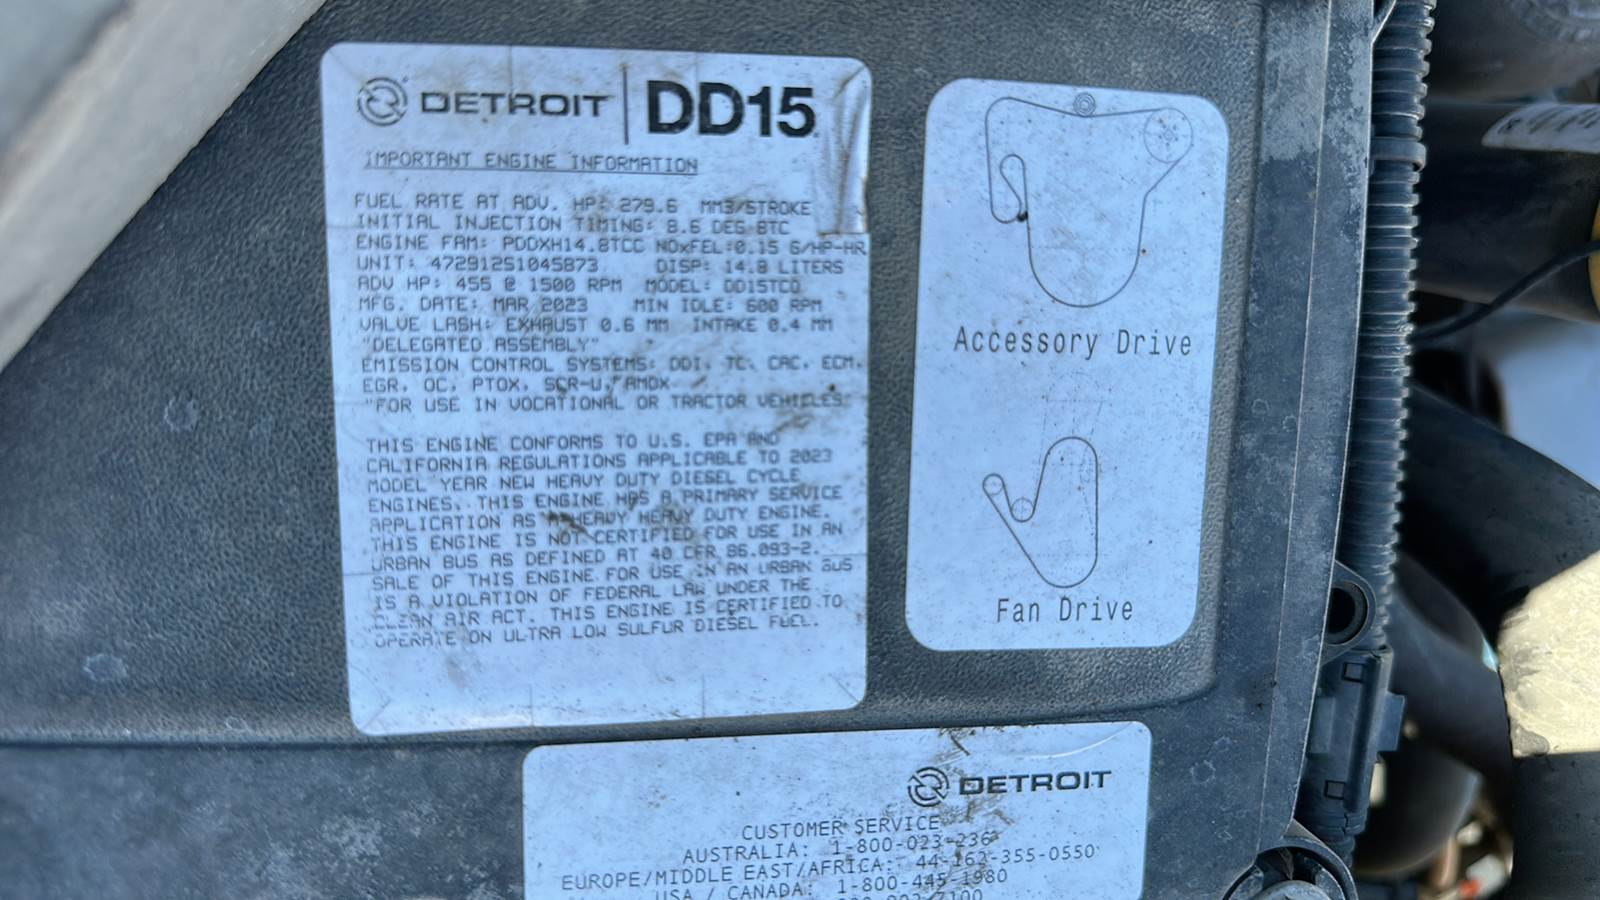 DETROIT DD15
IMPORTANT ENGINE INFORMATION
FUEL RATE AT ADV. HP: 279.6 MM3/STROKE
INITIAL INJECTION TIMING: 8.6 DEG BTC
ENGINE FAM: PDDXH14.8TCC NOxFEL:0.15 G/HP-HR
UNIT: 472912S1045873 DISP: 14.8 LITERS
ADV HP: 455 @ 1500 RPM MODEL: DD15TCO
MFG. DATE: MAR 2023 MIN IDLE: 600 RPM
VALVE LASH: EXHAUST 0.6 MM INTAKE 0.4 MM
"DELEGATED ASSEMBLY"
EMISSION CONTROL SYSTEMS: DDI, TC, CAC, ECM,
EGR, OC, PTOX, SCR-U, AMOX
"FOR USE IN VOCATIONAL OR TRACTOR VEHICLES"
THIS ENGINE CONFORMS TO U.S. EPA AND
CALIFORNIA REGULATIONS APPLICABLE TO 2023
MODEL YEAR NEW HEAVY DUTY DIESEL CYCLE
ENGINES. THIS ENGINE HAS A PRIMARY SERVICE
APPLICATION AS A HEAVY HEAVY DUTY ENGINE.
THIS ENGINE IS NOT CERTIFIED FOR USE IN AN
URBAN BUS AS DEFINED AT 40 CFR 86.093-2.
SALE OF THIS ENGINE FOR USE IN AN URBAN BUS
IS A VIOLATION OF FEDERAL LAW UNDER THE
CLEAN AIR ACT. THIS ENGINE IS CERTIFIED TO
OPERATE ON ULTRA LOW SULFUR DIESEL FUEL.
Accessory Drive
Fan Drive
DETROIT
CUSTOMER SERVICE
AUSTRALIA: 1-800-023-236
EUROPE/MIDDLE EAST/AFRICA: 44-162-355-0550
USA / CANADA: 1-800-445-1980